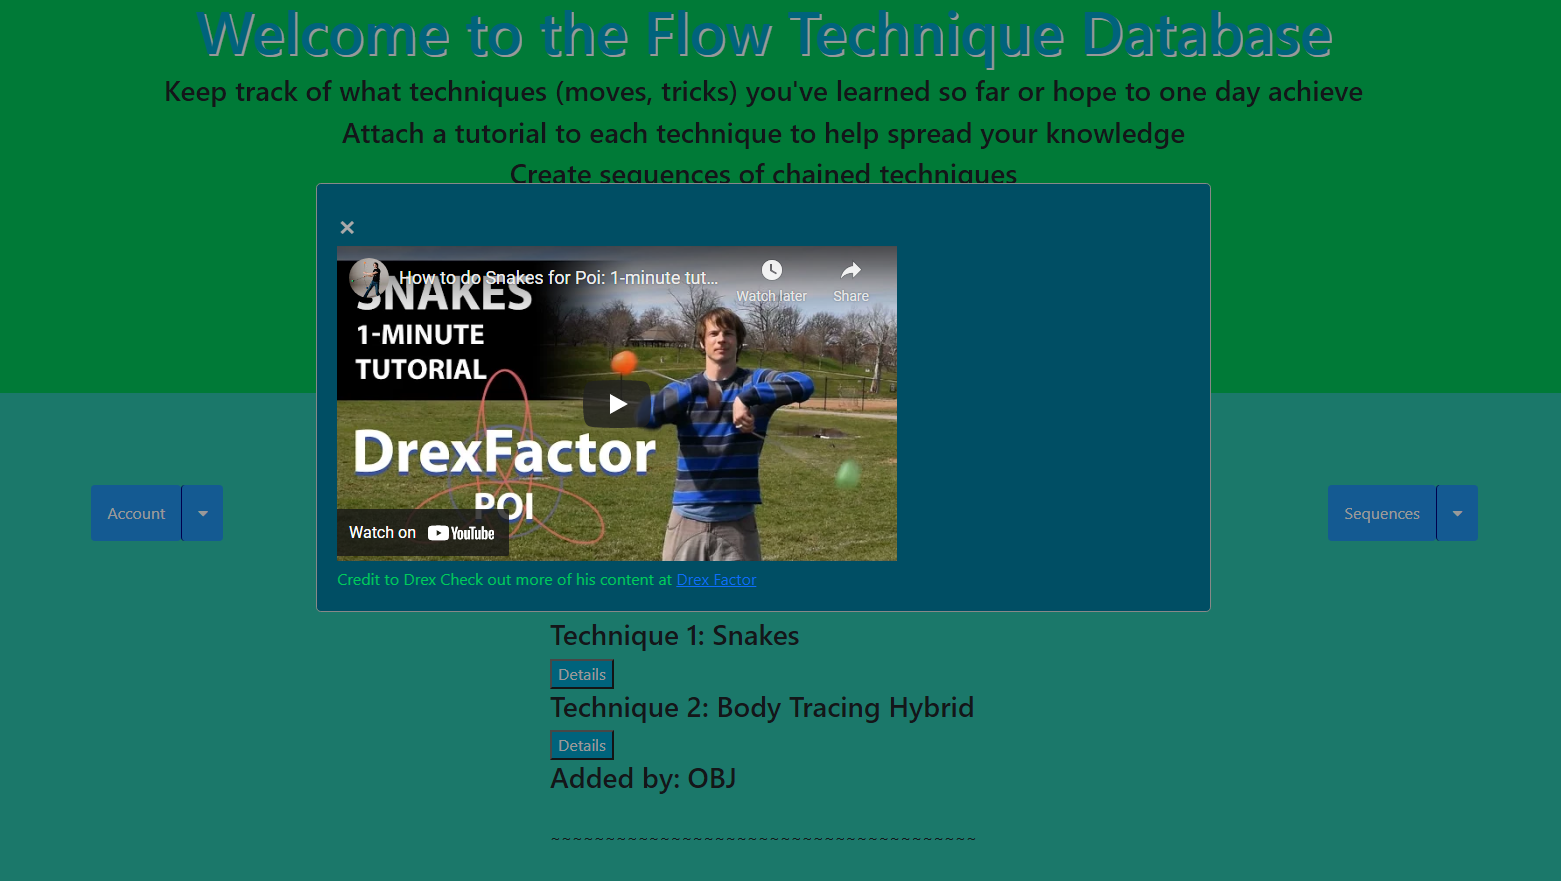 Welcome to the Flow Technique Database
Keep track of what techniques (moves, tricks) you've learned so far or hope to one day achieve
Attach a tutorial to each technique to help spread your knowledge
Create sequences of chained techniques
×
How to do Snakes for Poi: 1-minute tut...
Watch later
Share
SNAKES
1-MINUTE
TUTORIAL
DrexFactor
POI
Watch on YouTube
Credit to Drex Check out more of his content at Drex Factor
Account
Sequences
Technique 1: Snakes
Details
Technique 2: Body Tracing Hybrid
Details
Added by: OBJ
~~~~~~~~~~~~~~~~~~~~~~~~~~~~~~~~~~~~~~~